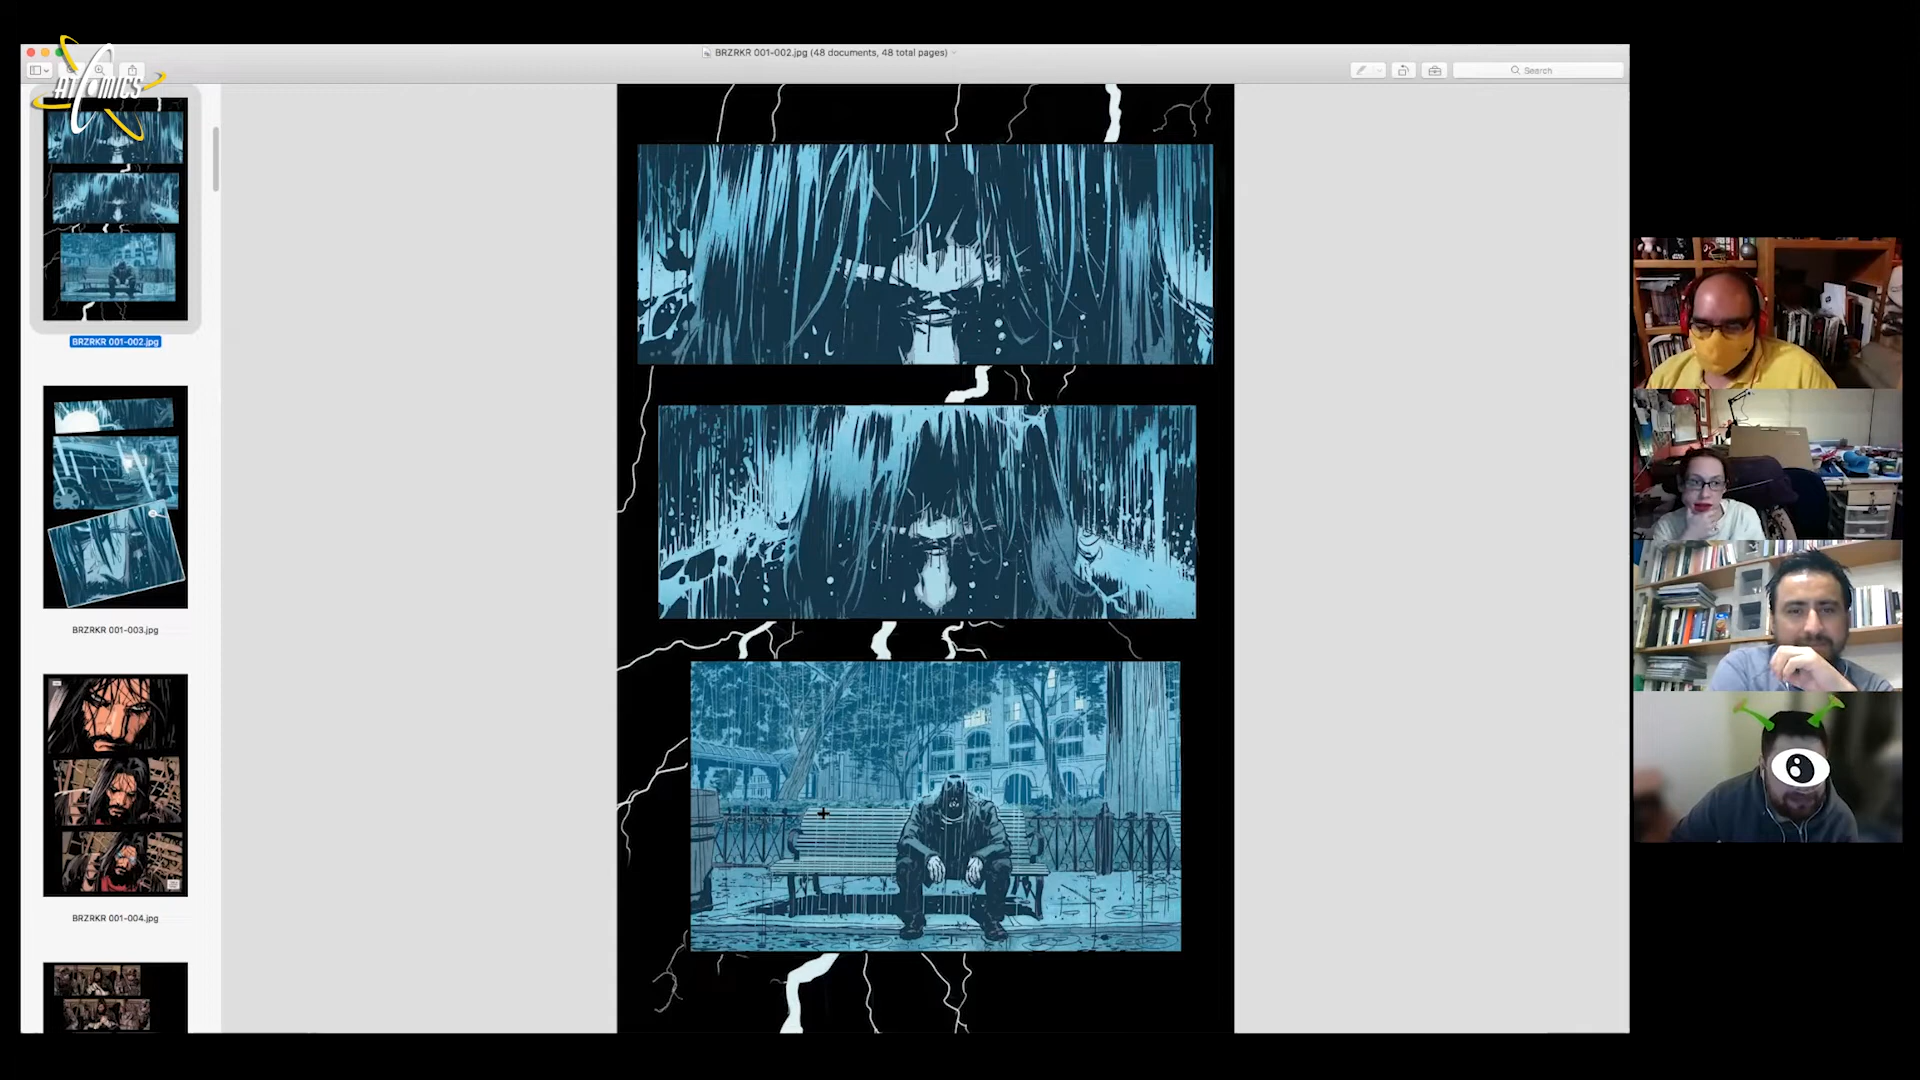 BRZRKR 001-002.jpg (48 documents, 48 total pages)
Search
ATOMICS
BRZRKR 001-002.jpg
BRZRKR 001-003.jpg
BRZRKR 001-004.jpg